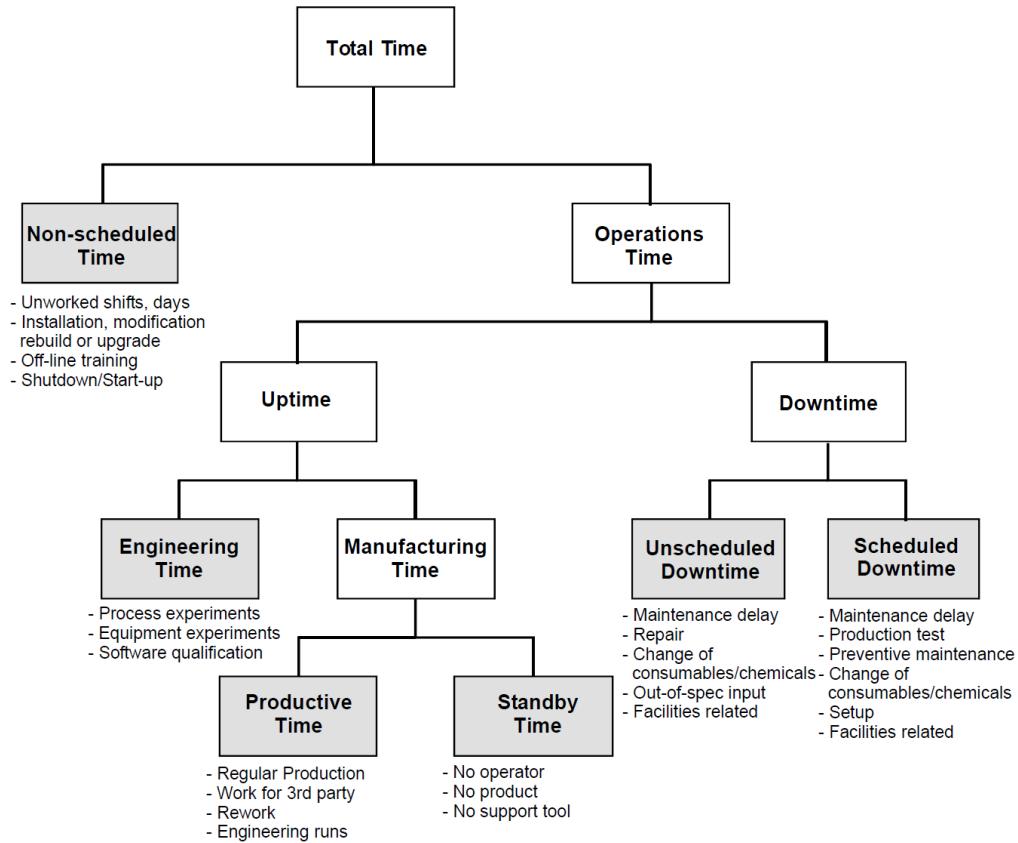 Total Time
Non-scheduled
Time
- Unworked shifts, days
- Installation, modification
rebuild or upgrade
- Off-line training
- Shutdown/Start-up
Operations
Time
Uptime
Downtime
Engineering
Time
- Process experiments
- Equipment experiments
- Software qualification
Manufacturing
Time
Productive
Time
- Regular Production
- Work for 3rd party
- Rework
- Engineering runs
Standby
Time
- No operator
- No product
- No support tool
Unscheduled
Downtime
- Maintenance delay
- Repair
- Change of
consumables/chemicals
- Out-of-spec input
- Facilities related
Scheduled
Downtime
- Maintenance delay
- Production test
- Preventive maintenance
- Change of
consumables/chemicals
- Setup
- Facilities related